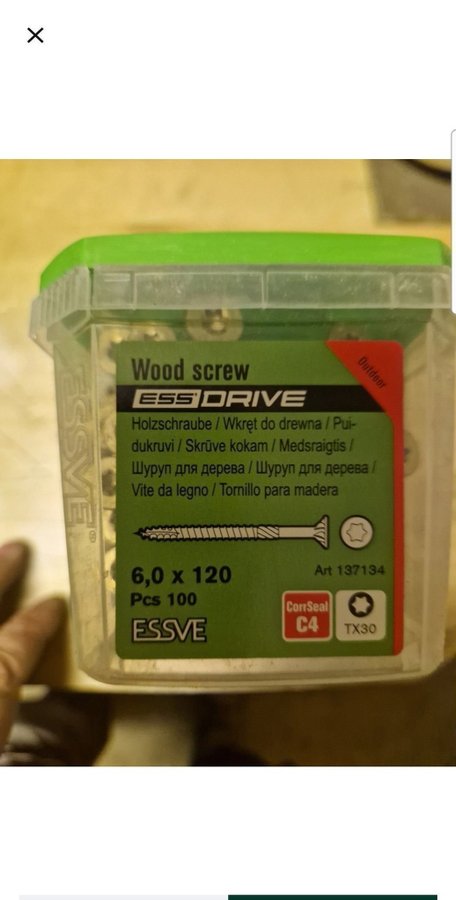 Wood screw
Outdoor
ESSDRIVE
Holzschraube / Wkręt do drewna / Pui-
dukruvi / Skrūve kokam / Medsraigtis /
Шуруп для дерева / Шуруп для дерева /
Vite da legno / Tornillo para madera
6,0 x 120
Art 137134
Pcs 100
CorrSeal
C4
TX30
ESSVE
ESSVE